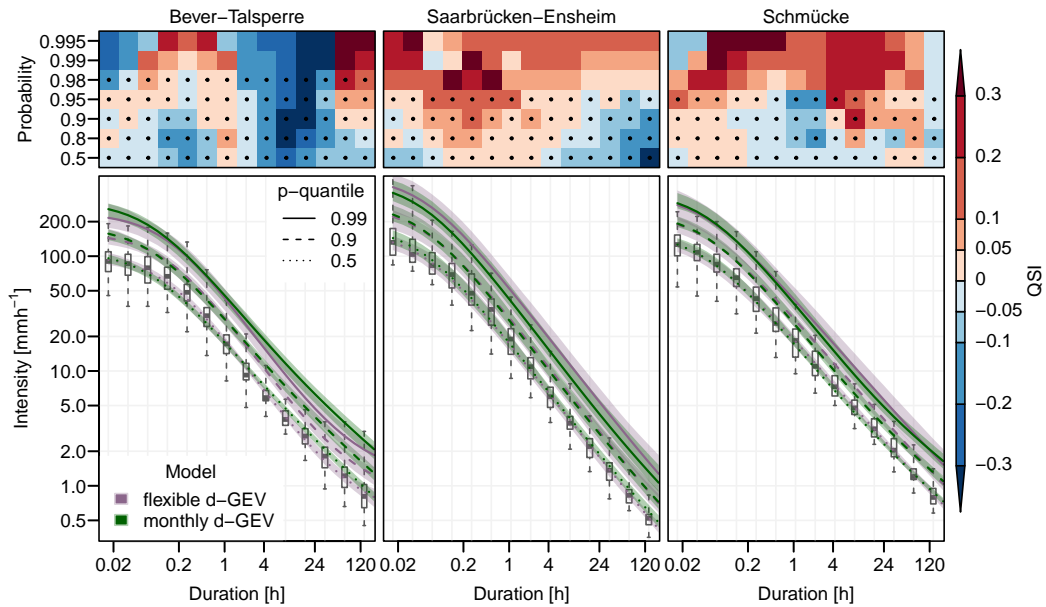 Bever−Talsperre
Saarbrücken−Ensheim
Schmücke
Probability
0.995
0.99
0.98
0.95
0.9
0.8
0.5
0.3
0.2
0.1
0.05
0
−0.05
−0.1
−0.2
−0.3
QSI
Intensity [mmh⁻¹]
200.0
100.0
50.0
20.0
10.0
5.0
2.0
1.0
0.5
p−quantile
0.99
0.9
0.5
Model
flexible d−GEV
monthly d−GEV
0.02 0.2 1 4 24 120
0.02 0.2 1 4 24 120
0.02 0.2 1 4 24 120
Duration [h]
Duration [h]
Duration [h]